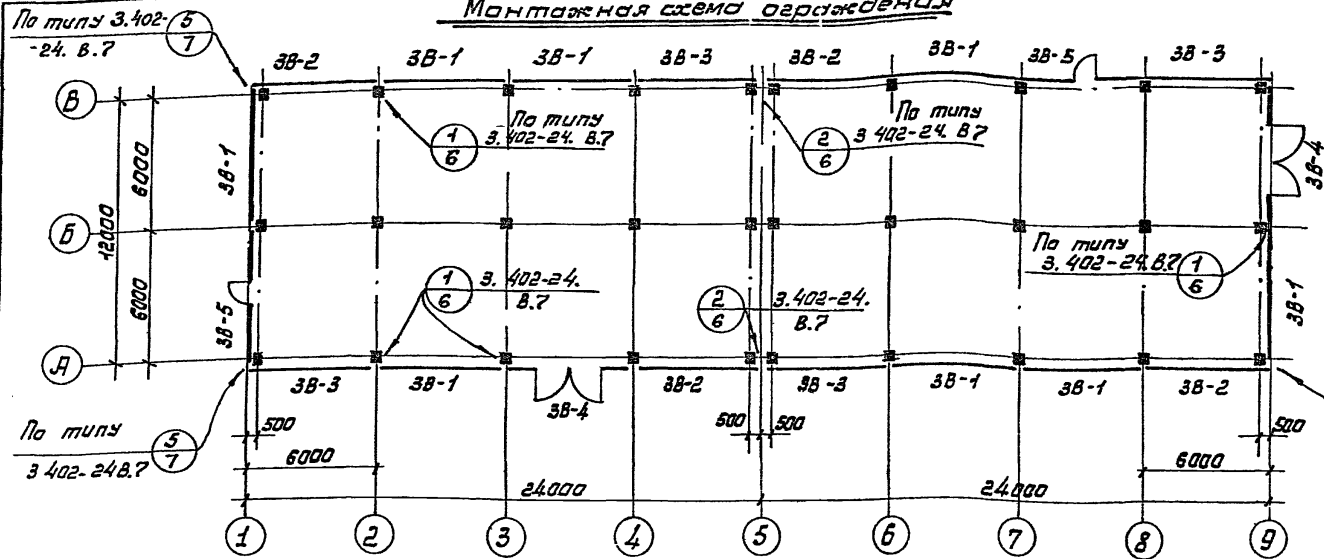 Монтажная схема ограждения
По типу 3.402-
-24. В.7
5
7
3В-2
3В-1
3В-1
3В-3
3В-2
3В-1
3В-5
3В-3
В
По типу
3.402-24. В.7
1
6
По типу
3 402-24. В.7
2
6
3В-1
6000
12000
3В-4
Б
По типу
3. 402-24.В.7
1
6
6000
1
6
3. 402-24.
В.7
2
6
3.402-24.
В.7
3В-5
3В-1
А
3В-3
3В-1
3В-4
3В-2
3В-3
3В-1
3В-1
3В-2
По типу
3 402-24В.7
5
7
500
500
500
500
6000
6000
24000
24000
1
2
3
4
5
6
7
8
9